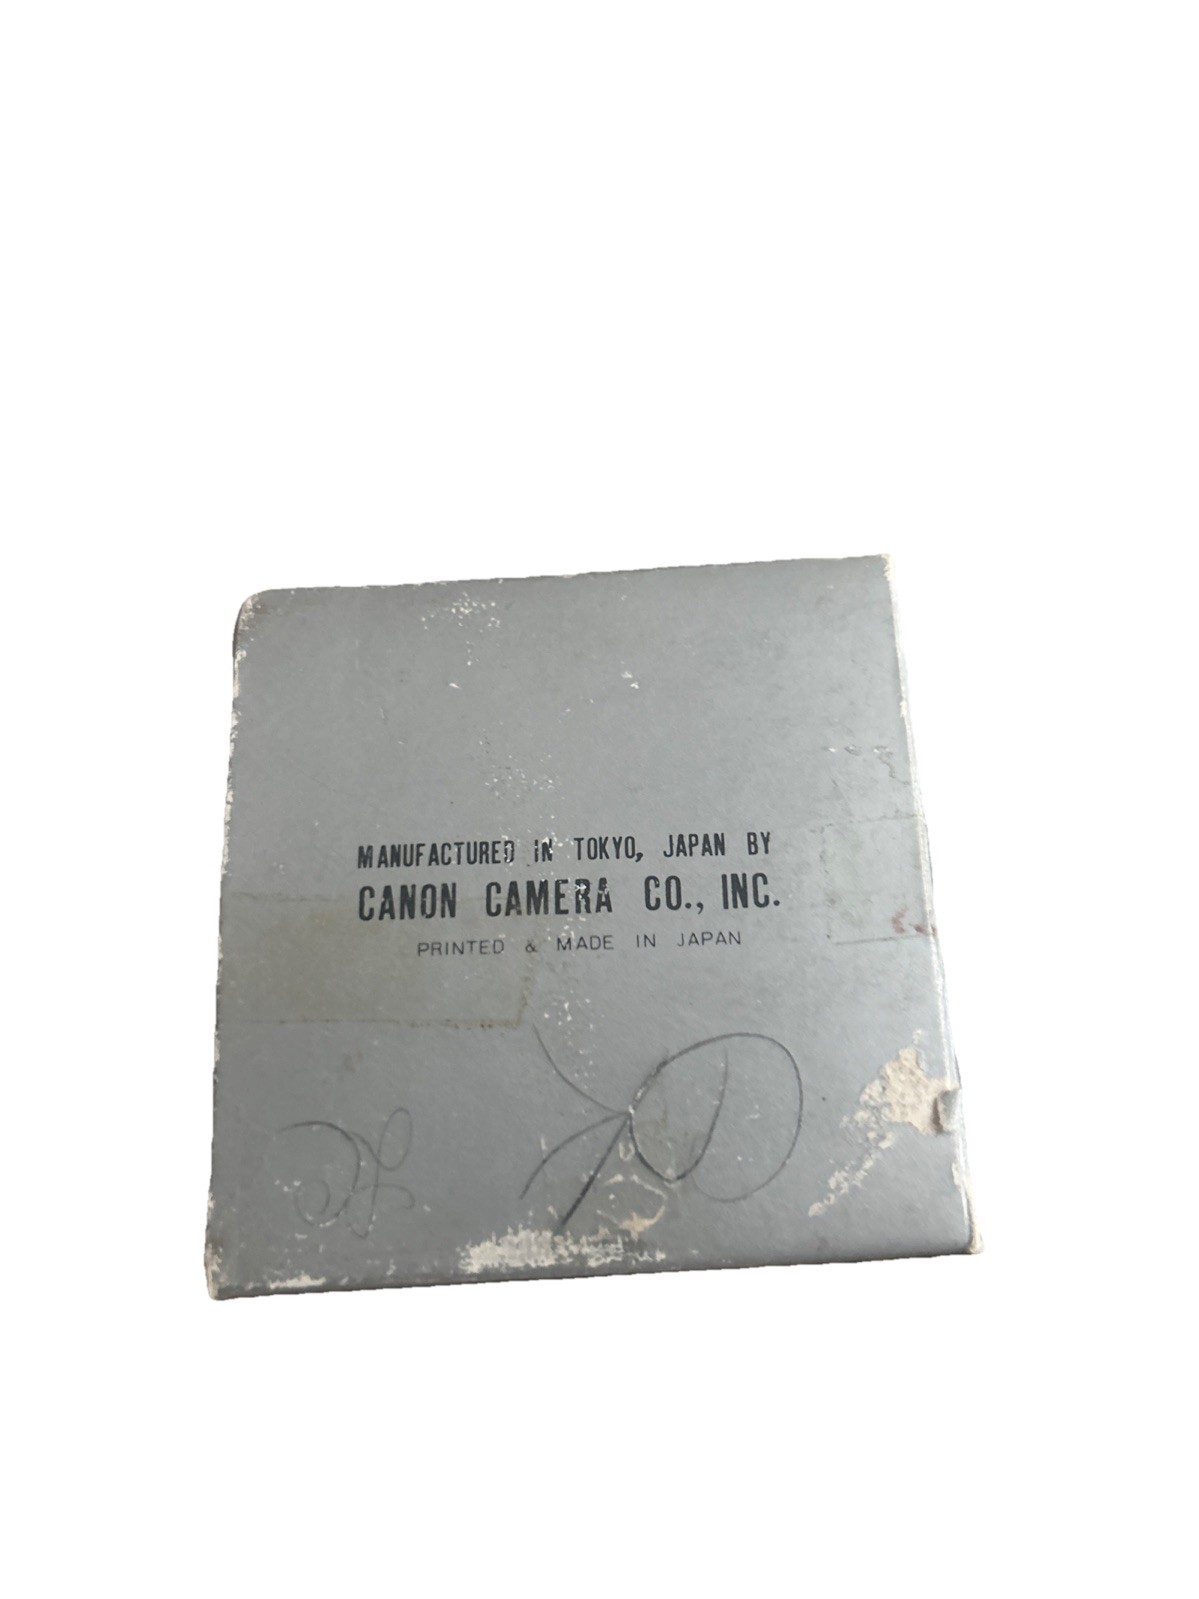 MANUFACTURED IN TOKYO, JAPAN BY
CANON CAMERA CO., INC.
PRINTED & MADE IN JAPAN